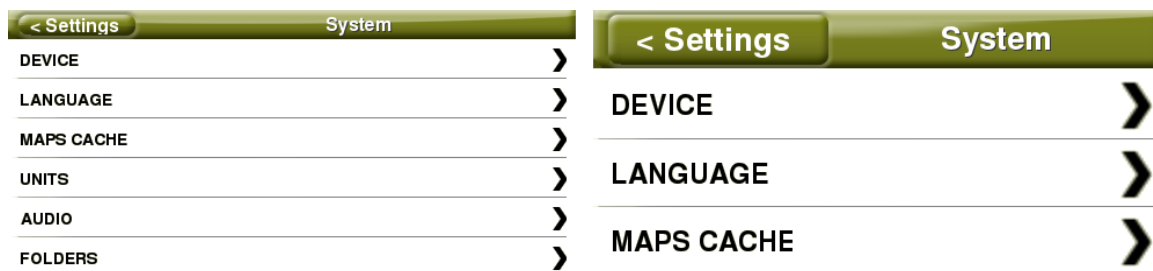 < Settings System
DEVICE
LANGUAGE
MAPS CACHE
UNITS
AUDIO
FOLDERS
< Settings System
DEVICE
LANGUAGE
MAPS CACHE